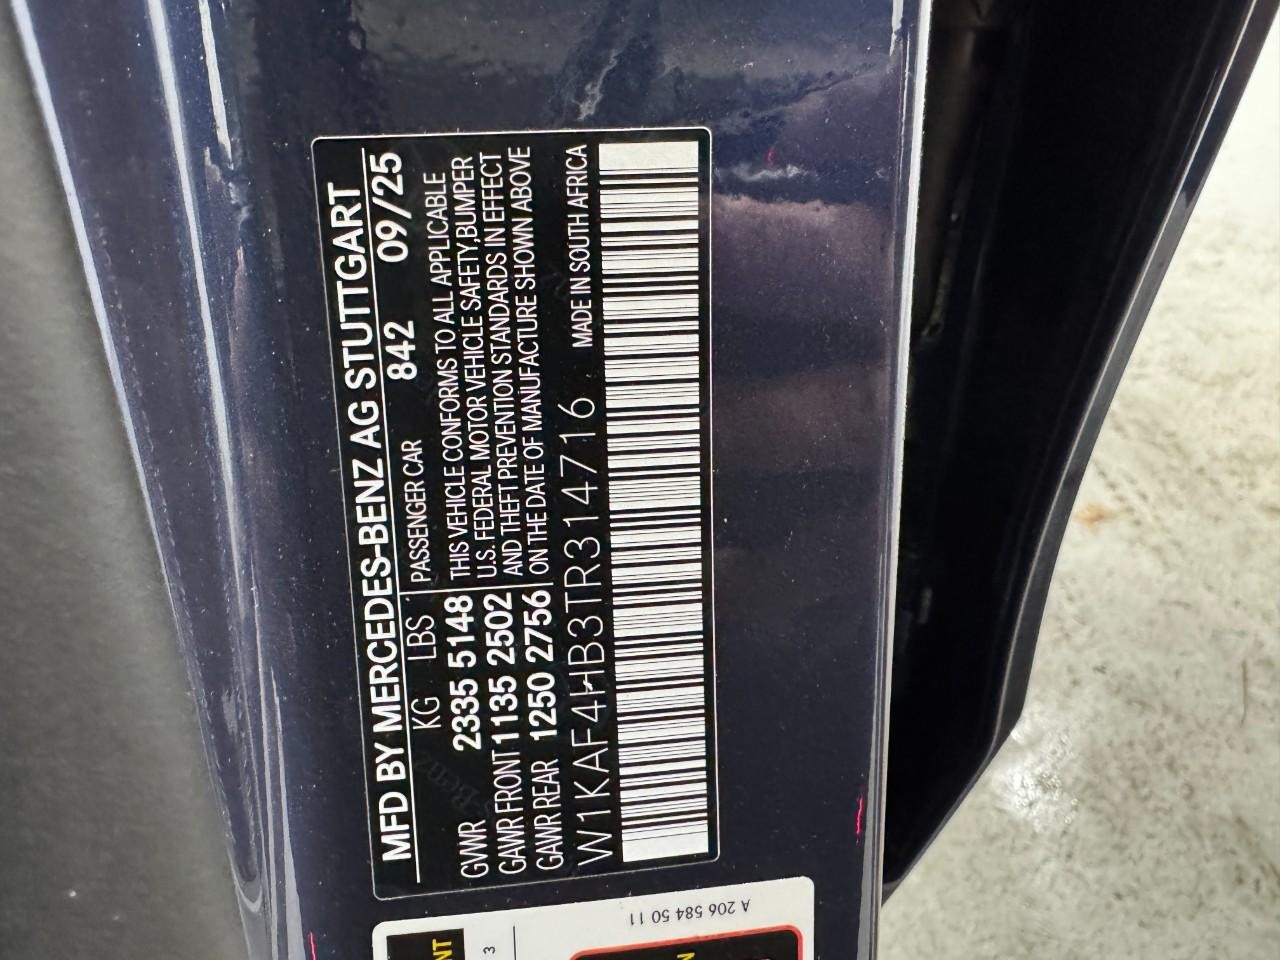 MFD BY MERCEDES-BENZ AG STUTTGART
KG LBS PASSENGER CAR 842 09/25
GVWR 2335 5148
GAWR FRONT 1135 2502
GAWR REAR 1250 2756
THIS VEHICLE CONFORMS TO ALL APPLICABLE
U.S. FEDERAL MOTOR VEHICLE SAFETY,BUMPER
AND THEFT PREVENTION STANDARDS IN EFFECT
ON THE DATE OF MANUFACTURE SHOWN ABOVE
W1KAF4HB3TR314716 MADE IN SOUTH AFRICA
A 206 584 50 11
3